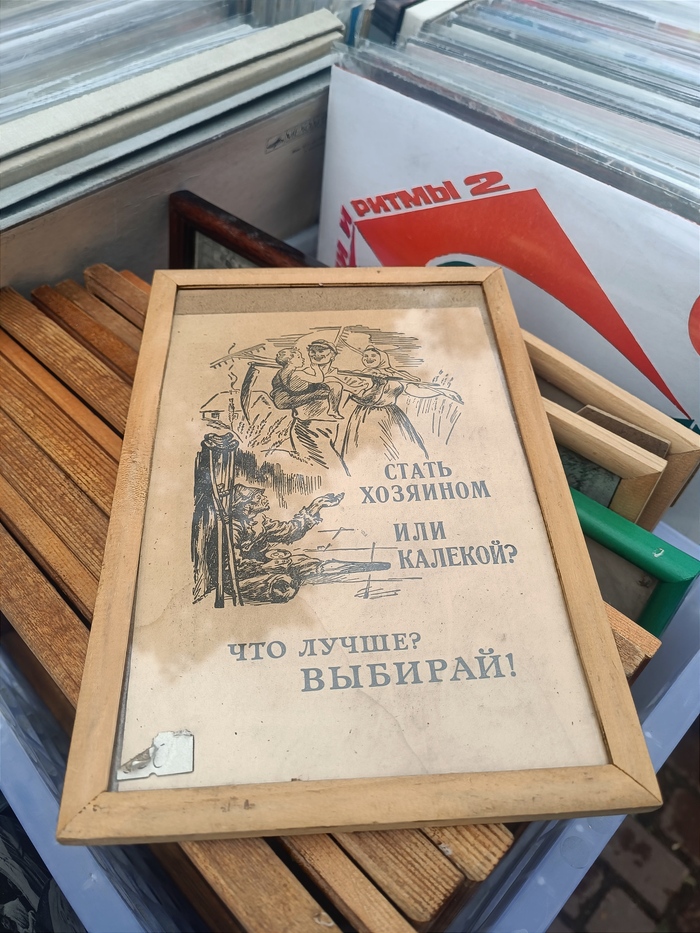 РИТМЫ 2
СТАТЬ
ХОЗЯИНОМ
ИЛИ
КАЛЕКОЙ?
ЧТО ЛУЧШЕ?
ВЫБИРАЙ!